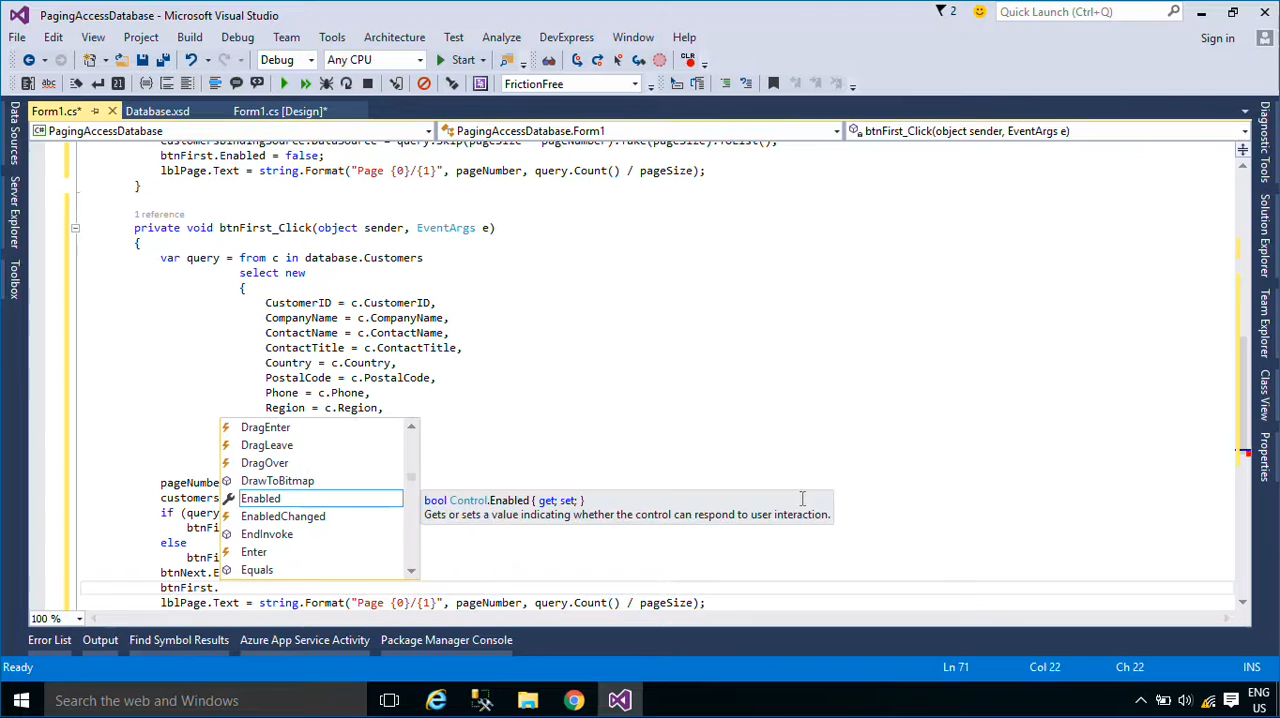 PagingAccessDatabase - Microsoft Visual Studio
2
Quick Launch (Ctrl+Q)
File Edit View Project Build Debug Team Tools Architecture Test Analyze DevExpress Window Help
Sign in
Debug Any CPU Start CLR
FrictionFree
Form1.cs* Database.xsd Form1.cs [Design]*
PagingAccessDatabase PagingAccessDatabase.Form1 btnFirst_Click(object sender, EventArgs e)
btnFirst.Enabled = false;
lblPage.Text = string.Format("Page {0}/{1}", pageNumber, query.Count() / pageSize);
}
1 reference
private void btnFirst_Click(object sender, EventArgs e)
{
var query = from c in database.Customers
select new
{
CustomerID = c.CustomerID,
CompanyName = c.CompanyName,
ContactName = c.ContactName,
ContactTitle = c.ContactTitle,
Country = c.Country,
PostalCode = c.PostalCode,
Phone = c.Phone,
Region = c.Region,
DragEnter
DragLeave
DragOver
DrawToBitmap
Enabled
EnabledChanged
EndInvoke
Enter
Equals
bool Control.Enabled { get; set; }
Gets or sets a value indicating whether the control can respond to user interaction.
pageNumbe
customers
if (query
btnFi
else
btnFi
btnNext.E
btnFirst.
lblPage.Text = string.Format("Page {0}/{1}", pageNumber, query.Count() / pageSize);
100 %
Data Sources
Server Explorer
Toolbox
Diagnostic Tools
Solution Explorer
Team Explorer
Class View
Properties
Error List Output Find Symbol Results Azure App Service Activity Package Manager Console
Ready Ln 71 Col 22 Ch 22 INS
Search the web and Windows
ENG
US